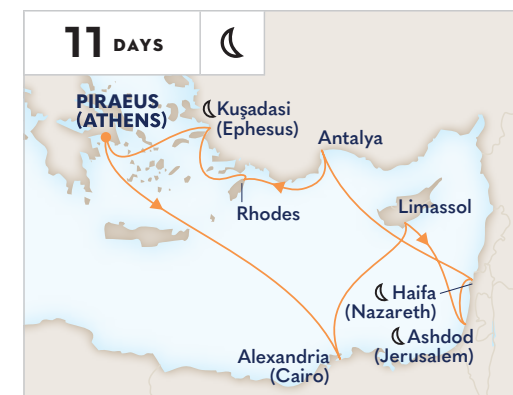 11 DAYS
PIRAEUS
(ATHENS)
Kuşadasi
(Ephesus)
Antalya
Rhodes
Limassol
Haifa
(Nazareth)
Ashdod
(Jerusalem)
Alexandria
(Cairo)